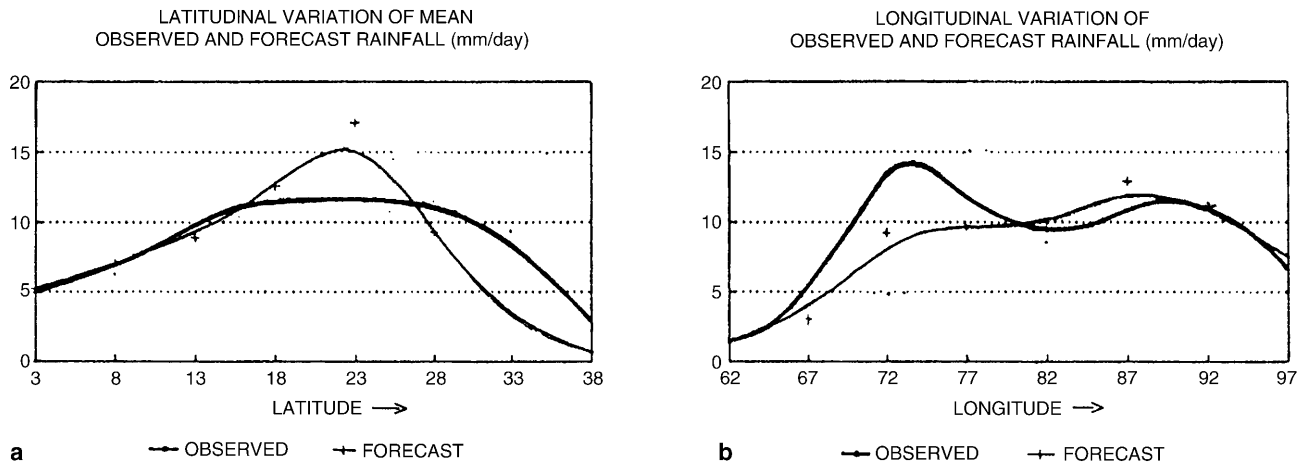 LATITUDINAL VARIATION OF MEAN
OBSERVED AND FORECAST RAINFALL (mm/day)
20
15
10
5
0
3 8 13 18 23 28 33 38
LATITUDE →
a
OBSERVED FORECAST
LONGITUDINAL VARIATION OF
OBSERVED AND FORECAST RAINFALL (mm/day)
20
15
10
5
0
62 67 72 77 82 87 92 97
LONGITUDE →
b
OBSERVED FORECAST